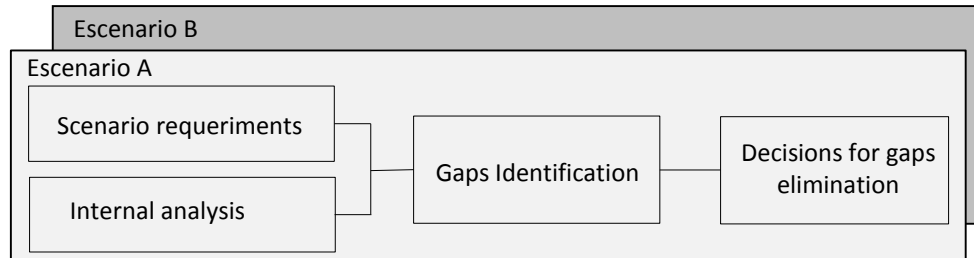 Escenario B
Escenario A
Scenario requeriments
Internal analysis
Gaps Identification
Decisions for gaps
elimination